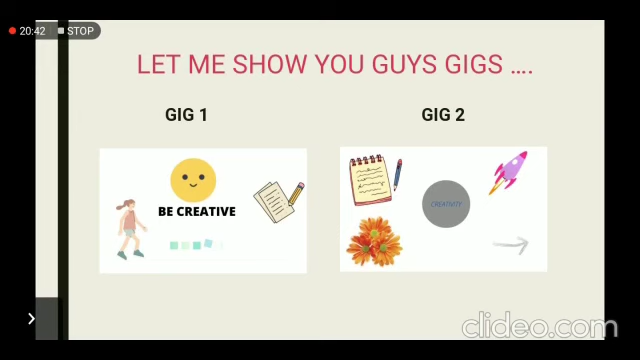 20:42 STOP
LET ME SHOW YOU GUYS GIGS ....
GIG 1
GIG 2
BE CREATIVE
CREATIVITY
clideo.com